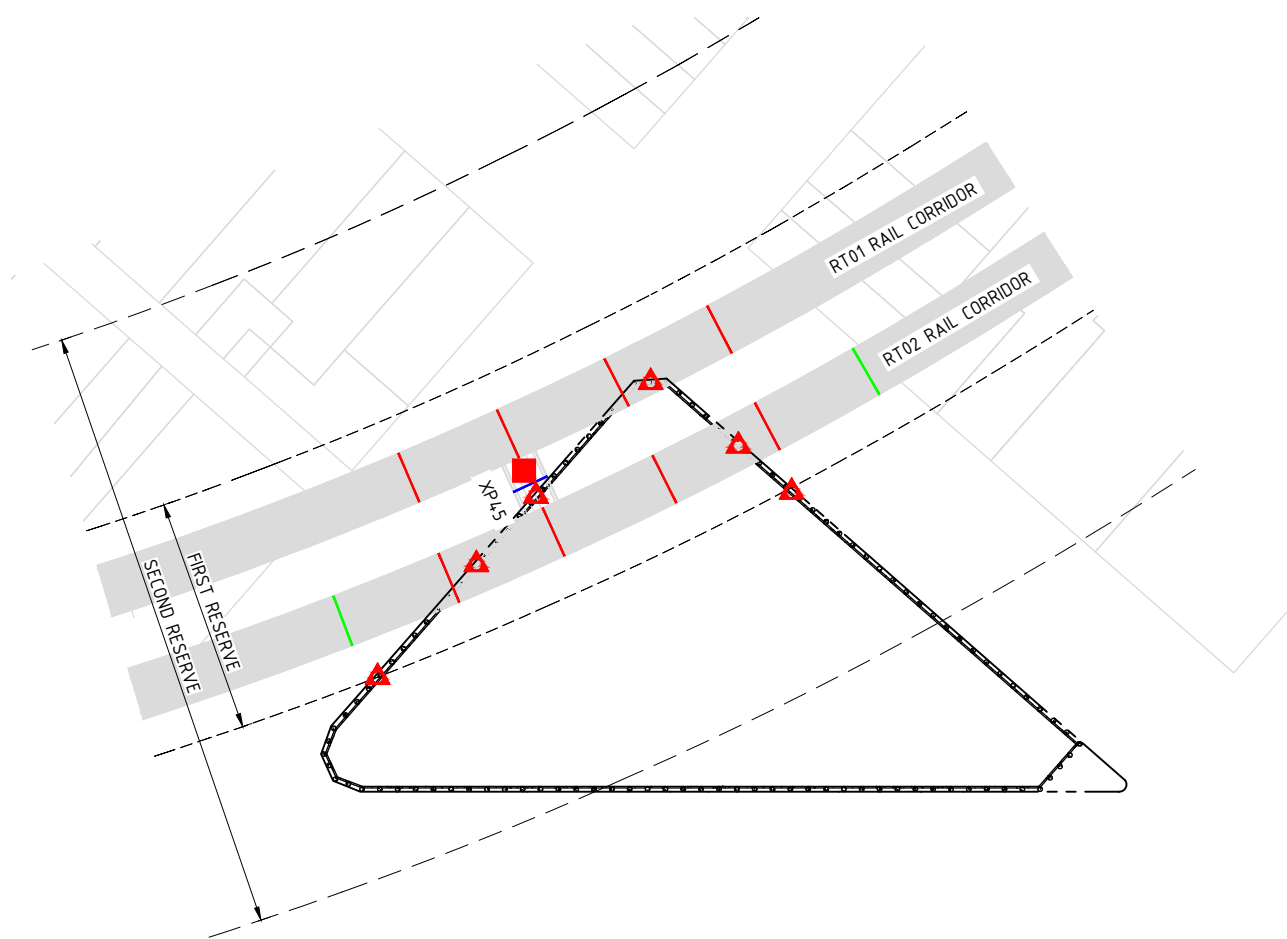 RT01 RAIL CORRIDOR
RT02 RAIL CORRIDOR
XP45
FIRST RESERVE
SECOND RESERVE